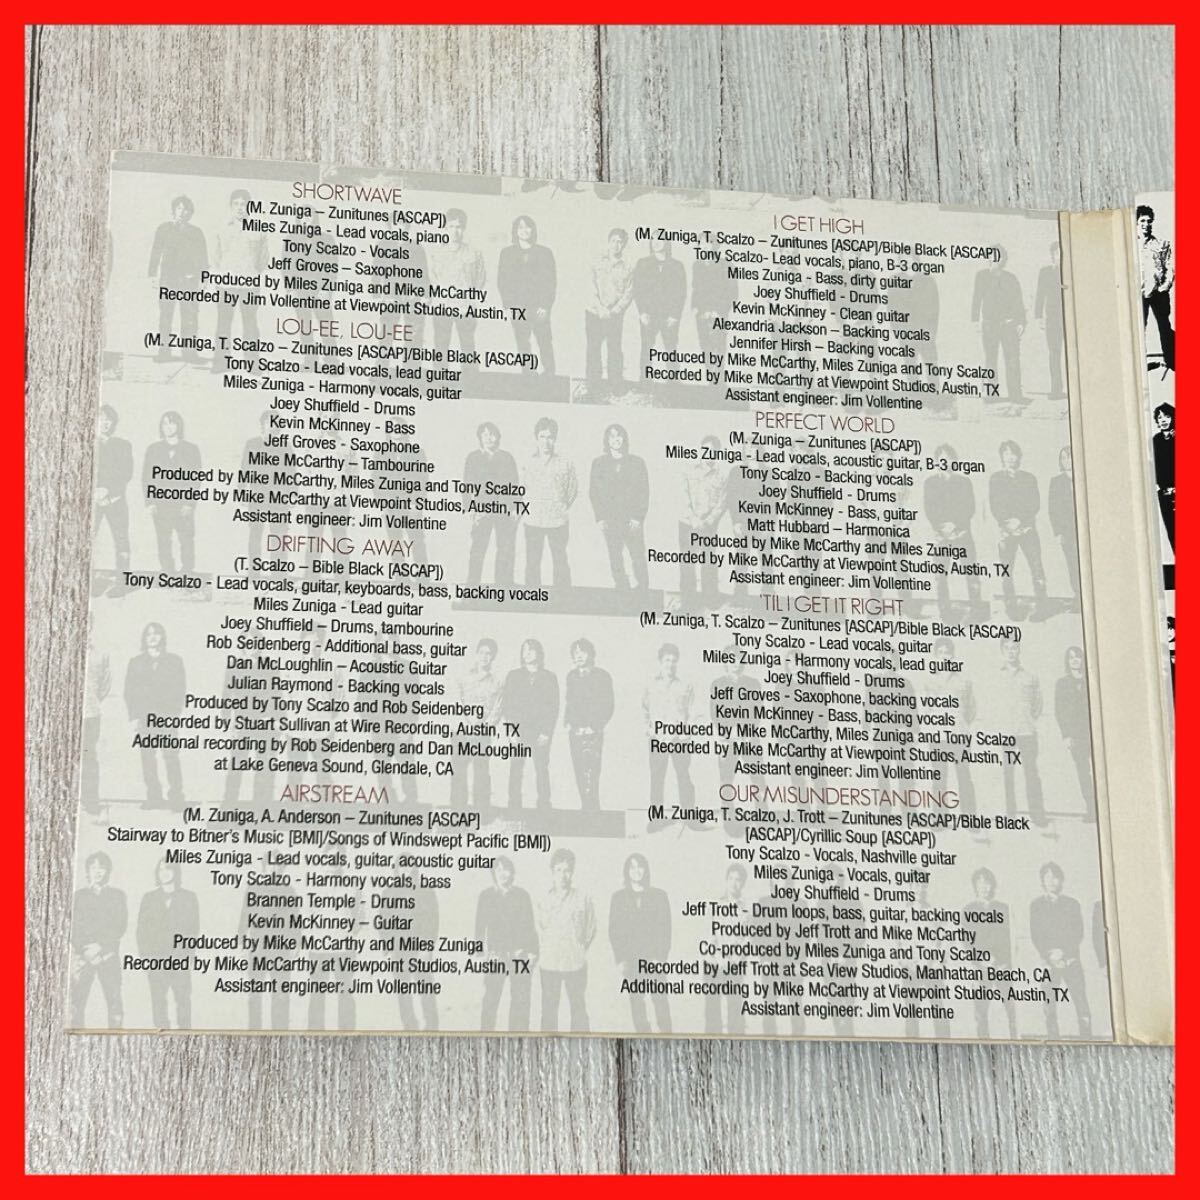 SHORTWAVE
(M. Zuniga – Zunitunes [ASCAP])
Miles Zuniga - Lead vocals, piano
Tony Scalzo - Vocals
Jeff Groves – Saxophone
Produced by Miles Zuniga and Mike McCarthy
Recorded by Jim Vollentine at Viewpoint Studios, Austin, TX
LOU-EE, LOU-EE
(M. Zuniga, T. Scalzo – Zunitunes [ASCAP]/Bible Black [ASCAP])
Tony Scalzo - Lead vocals, lead guitar
Miles Zuniga - Harmony vocals, guitar
Joey Shuffield - Drums
Kevin McKinney - Bass
Jeff Groves - Saxophone
Mike McCarthy – Tambourine
Produced by Mike McCarthy, Miles Zuniga and Tony Scalzo
Recorded by Mike McCarthy at Viewpoint Studios, Austin, TX
Assistant engineer: Jim Vollentine
DRIFTING AWAY
(T. Scalzo – Bible Black [ASCAP])
Tony Scalzo - Lead vocals, guitar, keyboards, bass, backing vocals
Miles Zuniga - Lead guitar
Joey Shuffield – Drums, tambourine
Rob Seidenberg - Additional bass, guitar
Dan McLoughlin – Acoustic Guitar
Julian Raymond - Backing vocals
Produced by Tony Scalzo and Rob Seidenberg
Recorded by Stuart Sullivan at Wire Recording, Austin, TX
Additional recording by Rob Seidenberg and Dan McLoughlin
at Lake Geneva Sound, Glendale, CA
AIRSTREAM
(M. Zuniga, A. Anderson – Zunitunes [ASCAP]
Stairway to Bitner's Music [BMI]/Songs of Windswept Pacific [BMI])
Miles Zuniga - Lead vocals, guitar, acoustic guitar
Tony Scalzo - Harmony vocals, bass
Brannen Temple - Drums
Kevin McKinney – Guitar
Produced by Mike McCarthy and Miles Zuniga
Recorded by Mike McCarthy at Viewpoint Studios, Austin, TX
Assistant engineer: Jim Vollentine
I GET HIGH
(M. Zuniga, T. Scalzo – Zunitunes [ASCAP]/Bible Black [ASCAP])
Tony Scalzo- Lead vocals, piano, B-3 organ
Miles Zuniga - Bass, dirty guitar
Joey Shuffield - Drums
Kevin McKinney - Clean guitar
Alexandria Jackson – Backing vocals
Jennifer Hirsh – Backing vocals
Produced by Mike McCarthy, Miles Zuniga and Tony Scalzo
Recorded by Mike McCarthy at Viewpoint Studios, Austin, TX
Assistant engineer: Jim Vollentine
PERFECT WORLD
(M. Zuniga – Zunitunes [ASCAP])
Miles Zuniga - Lead vocals, acoustic guitar, B-3 organ
Tony Scalzo - Backing vocals
Joey Shuffield - Drums
Kevin McKinney - Bass, guitar
Matt Hubbard – Harmonica
Produced by Mike McCarthy and Miles Zuniga
Recorded by Mike McCarthy at Viewpoint Studios, Austin, TX
Assistant engineer: Jim Vollentine
'TIL I GET IT RIGHT
(M. Zuniga, T. Scalzo – Zunitunes [ASCAP]/Bible Black [ASCAP])
Tony Scalzo - Lead vocals, guitar
Miles Zuniga - Harmony vocals, lead guitar
Joey Shuffield - Drums
Jeff Groves - Saxophone, backing vocals
Kevin McKinney - Bass, backing vocals
Produced by Mike McCarthy, Miles Zuniga and Tony Scalzo
Recorded by Mike McCarthy at Viewpoint Studios, Austin, TX
Assistant engineer: Jim Vollentine
OUR MISUNDERSTANDING
(M. Zuniga, T. Scalzo, J. Trott – Zunitunes [ASCAP]/Bible Black
[ASCAP]/Cyrillic Soup [ASCAP])
Tony Scalzo - Vocals, Nashville guitar
Miles Zuniga - Vocals, guitar
Joey Shuffield - Drums
Jeff Trott - Drum loops, bass, guitar, backing vocals
Produced by Jeff Trott and Mike McCarthy
Co-produced by Miles Zuniga and Tony Scalzo
Recorded by Jeff Trott at Sea View Studios, Manhattan Beach, CA
Additional recording by Mike McCarthy at Viewpoint Studios, Austin, TX
Assistant engineer: Jim Vollentine